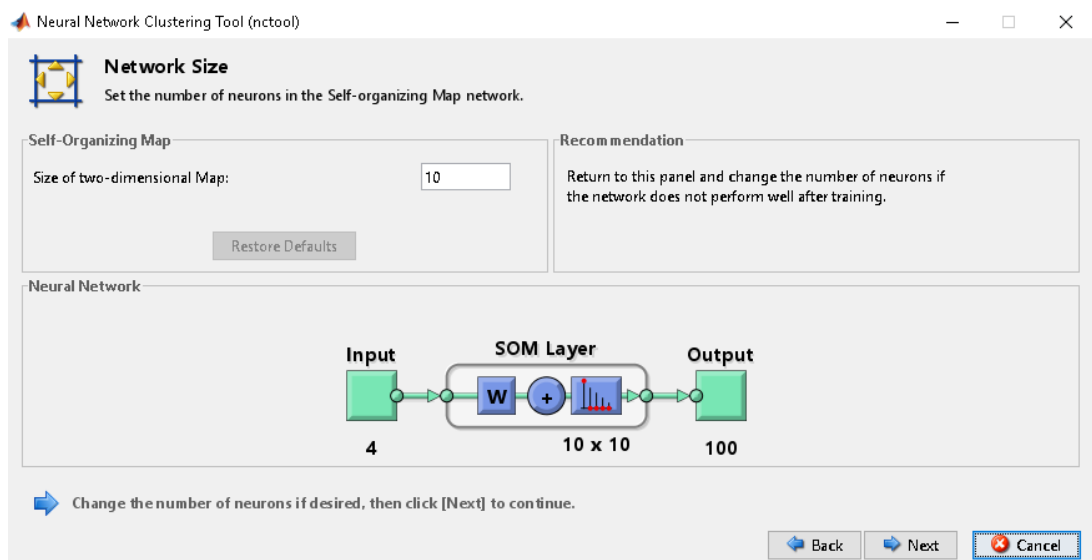 Neural Network Clustering Tool (nctool)
Network Size
Set the number of neurons in the Self-organizing Map network.
Self-Organizing Map
Size of two-dimensional Map:
10
Restore Defaults
Recommendation
Return to this panel and change the number of neurons if
the network does not perform well after training.
Neural Network
Input
SOM Layer
Output
W
+
4
10 x 10
100
Change the number of neurons if desired, then click [Next] to continue.
Back
Next
Cancel